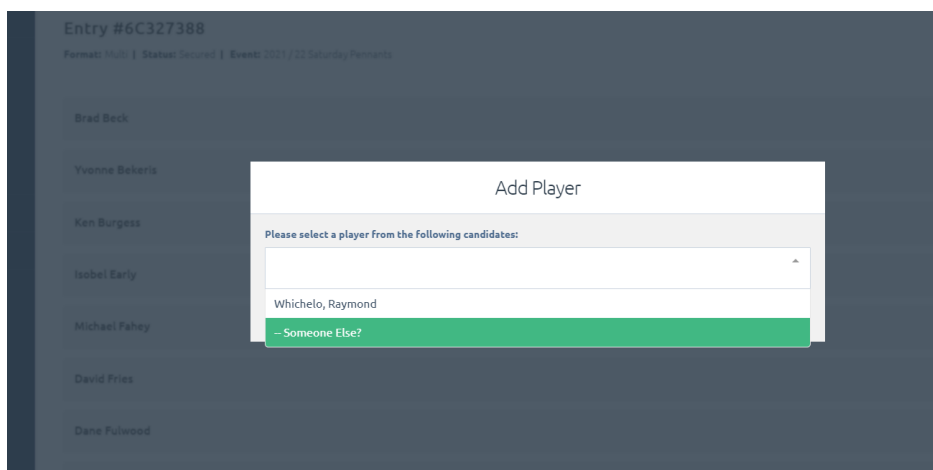 Entry #6C327388
Format: Multi | Status: Secured | Event: 2021 / 22 Saturday Pennants
Brad Beck
Yvonne Bekeris
Add Player
Ken Burgess
Please select a player from the following candidates:
Isobel Early
Whichelo, Raymond
Michael Fahey
-- Someone Else?
David Fries
Dane Fulwood